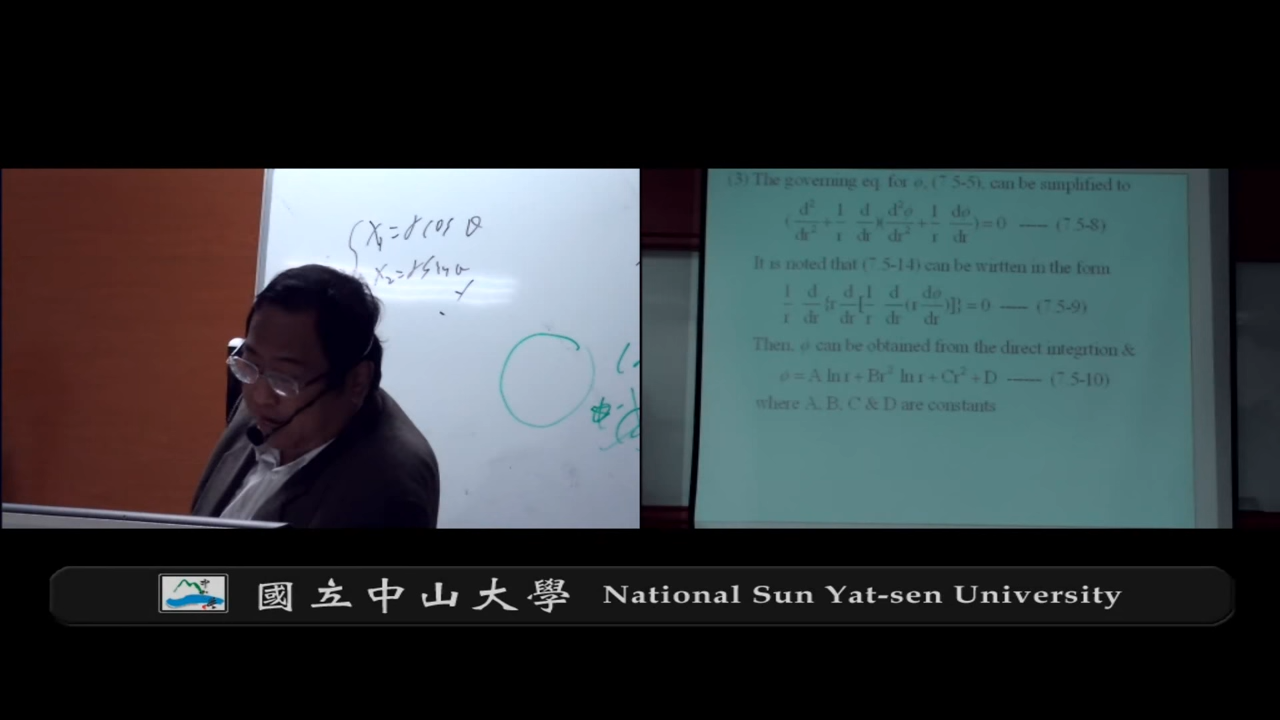 x₁=rcosθ
x₂=rsinθ
(3) The governing eq. for φ, (7.5-5), can be simplified to
(d²/dr² + 1/r d/dr)(d²φ/dr² + 1/r dφ/dr) = 0 ---- (7.5-8)
It is noted that (7.5-14) can be wirtten in the form
1/r d/dr{r d/dr[1/r d/dr(r dφ/dr)]} = 0 ---- (7.5-9)
Then, φ can be obtained from the direct integrtion &
φ = A ln r + Br² ln r + Cr² + D ------ (7.5-10)
where A, B, C & D are constants
國立中山大學 National Sun Yat-sen University